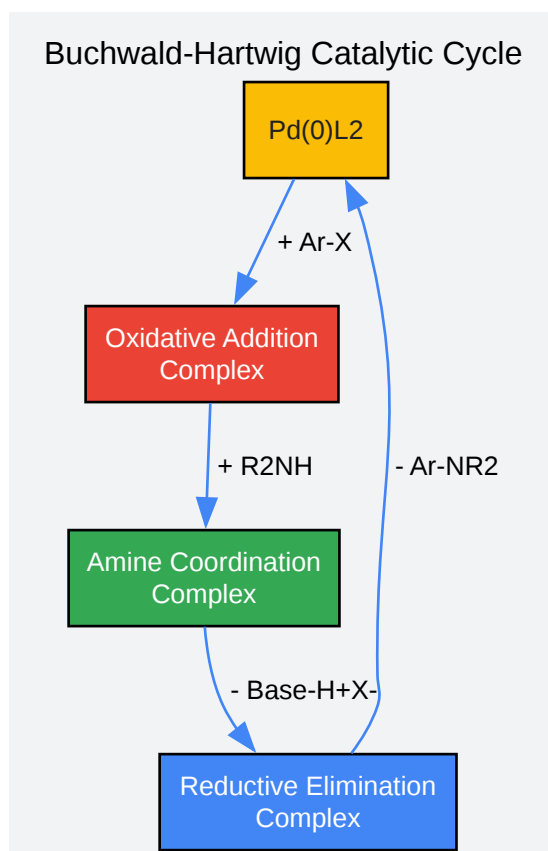 Buchwald-Hartwig Catalytic Cycle
Pd(0)L2
+ Ar-X
Oxidative Addition
Complex
+ R2NH
- Ar-NR2
Amine Coordination
Complex
- Base-H+X-
Reductive Elimination
Complex